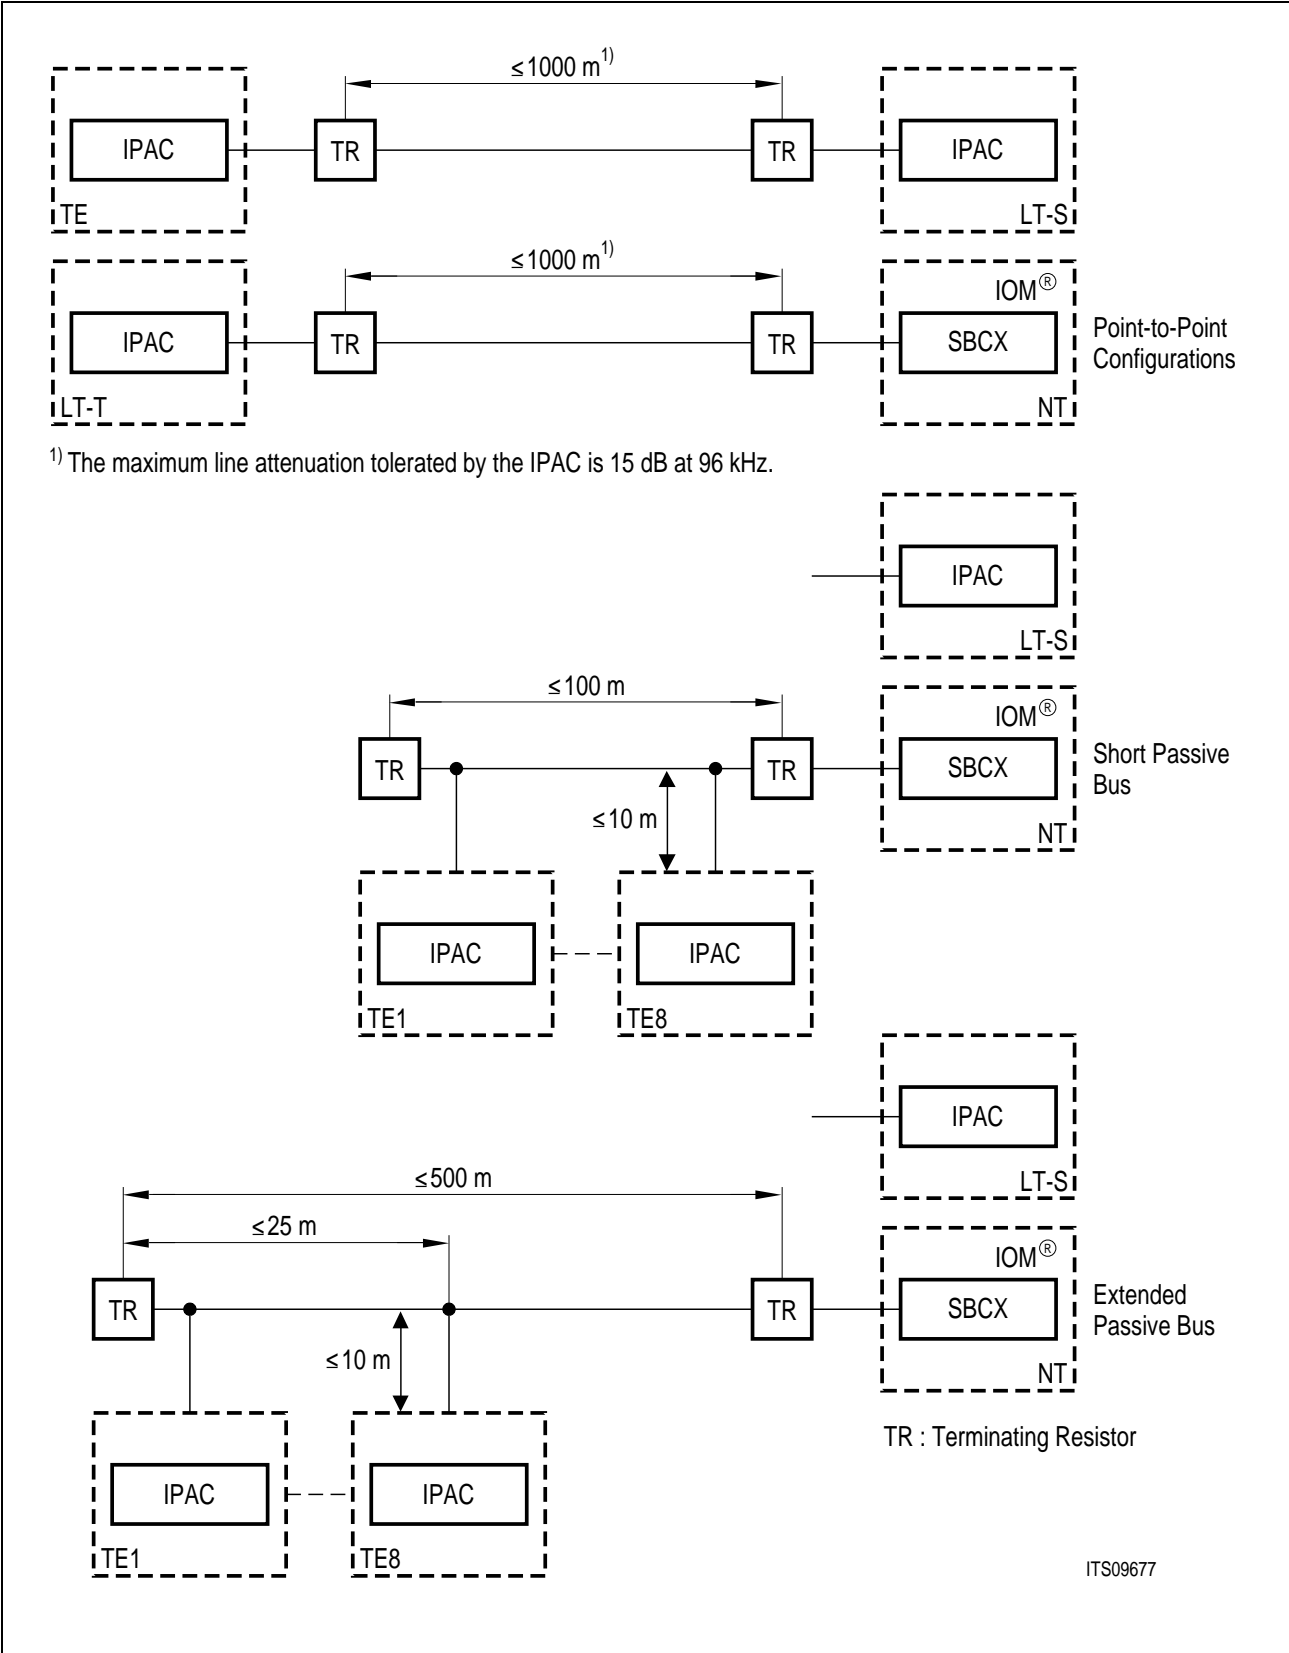 ≤1000 m1)
IPAC
TR
TR
IPAC
TE
LT-S
≤1000 m1)
IOM®
IPAC
TR
TR
SBCX
Point-to-Point
Configurations
LT-T
NT
1) The maximum line attenuation tolerated by the IPAC is 15 dB at 96 kHz.
IPAC
LT-S
≤100 m
IOM®
TR
TR
SBCX
Short Passive
Bus
≤10 m
NT
IPAC
IPAC
TE1
TE8
IPAC
LT-S
≤500 m
≤25 m
IOM®
TR
TR
SBCX
Extended
Passive Bus
≤10 m
NT
TR : Terminating Resistor
IPAC
IPAC
TE1
TE8
ITS09677